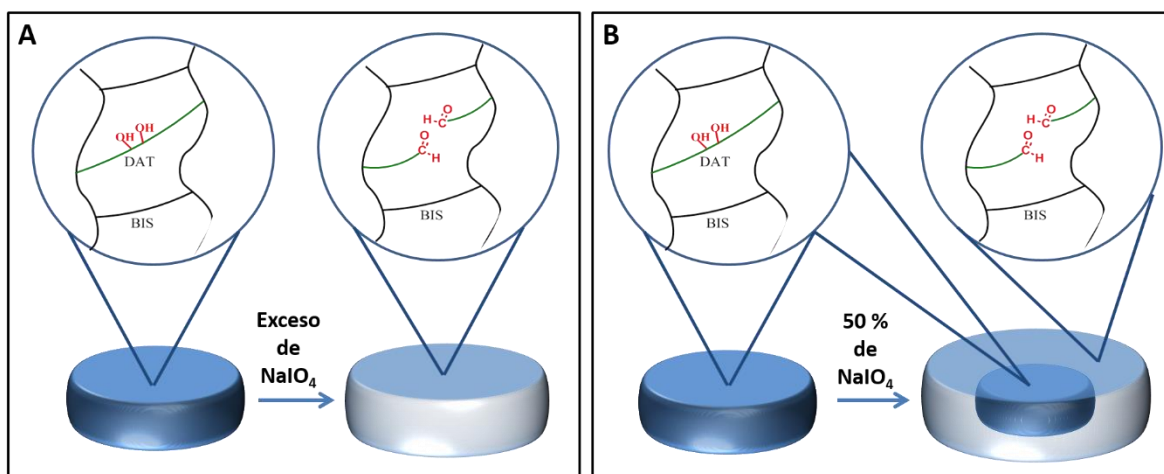 A
OH
OH
DAT
BIS
O
H-C
O
C
H
BIS
Exceso
de
NaIO₄
B
OH
OH
DAT
BIS
O
H-C
O
C
H
BIS
50 %
de
NaIO₄